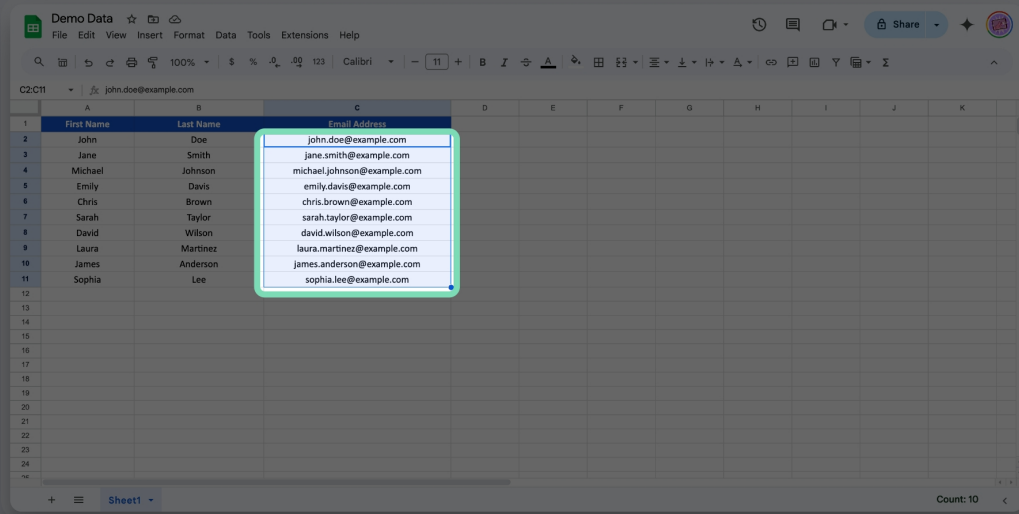 Demo Data
File Edit View Insert Format Data Tools Extensions Help
Share
100% $ % .0 .00 123 Calibri 11 B I A
C2:C11 fx john.doe@example.com
A B C D E F G H I J K
1 First Name Last Name Email Address
2 John Doe john.doe@example.com
3 Jane Smith jane.smith@example.com
4 Michael Johnson michael.johnson@example.com
5 Emily Davis emily.davis@example.com
6 Chris Brown chris.brown@example.com
7 Sarah Taylor sarah.taylor@example.com
8 David Wilson david.wilson@example.com
9 Laura Martinez laura.martinez@example.com
10 James Anderson james.anderson@example.com
11 Sophia Lee sophia.lee@example.com
12
13
14
15
16
17
18
19
20
21
22
23
24
25
Sheet1 Count: 10